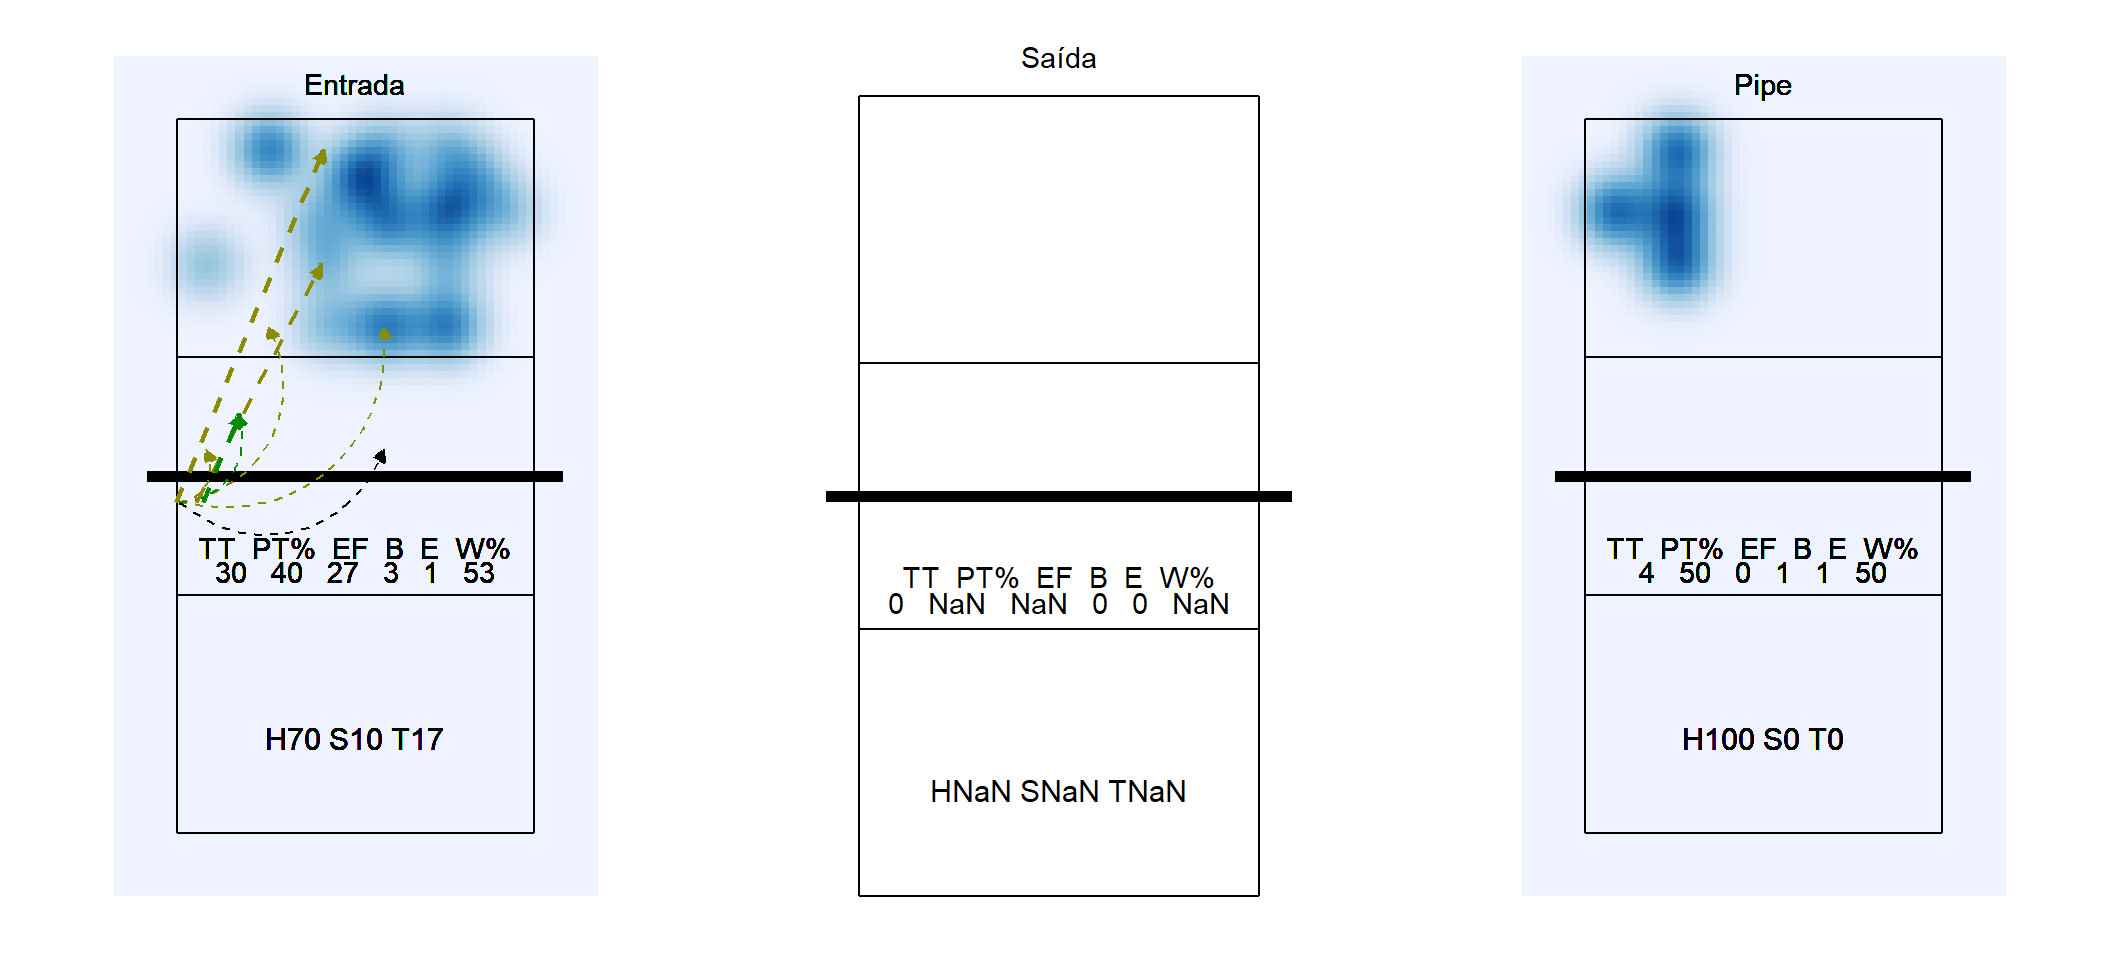 Entrada
TT PT% EF B E W%
30 40 27 3 1 53
H70 S10 T17
Saída
TT PT% EF B E W%
0 NaN NaN 0 0 NaN
HNaN SNaN TNaN
Pipe
TT PT% EF B E W%
4 50 0 1 1 50
H100 S0 T0